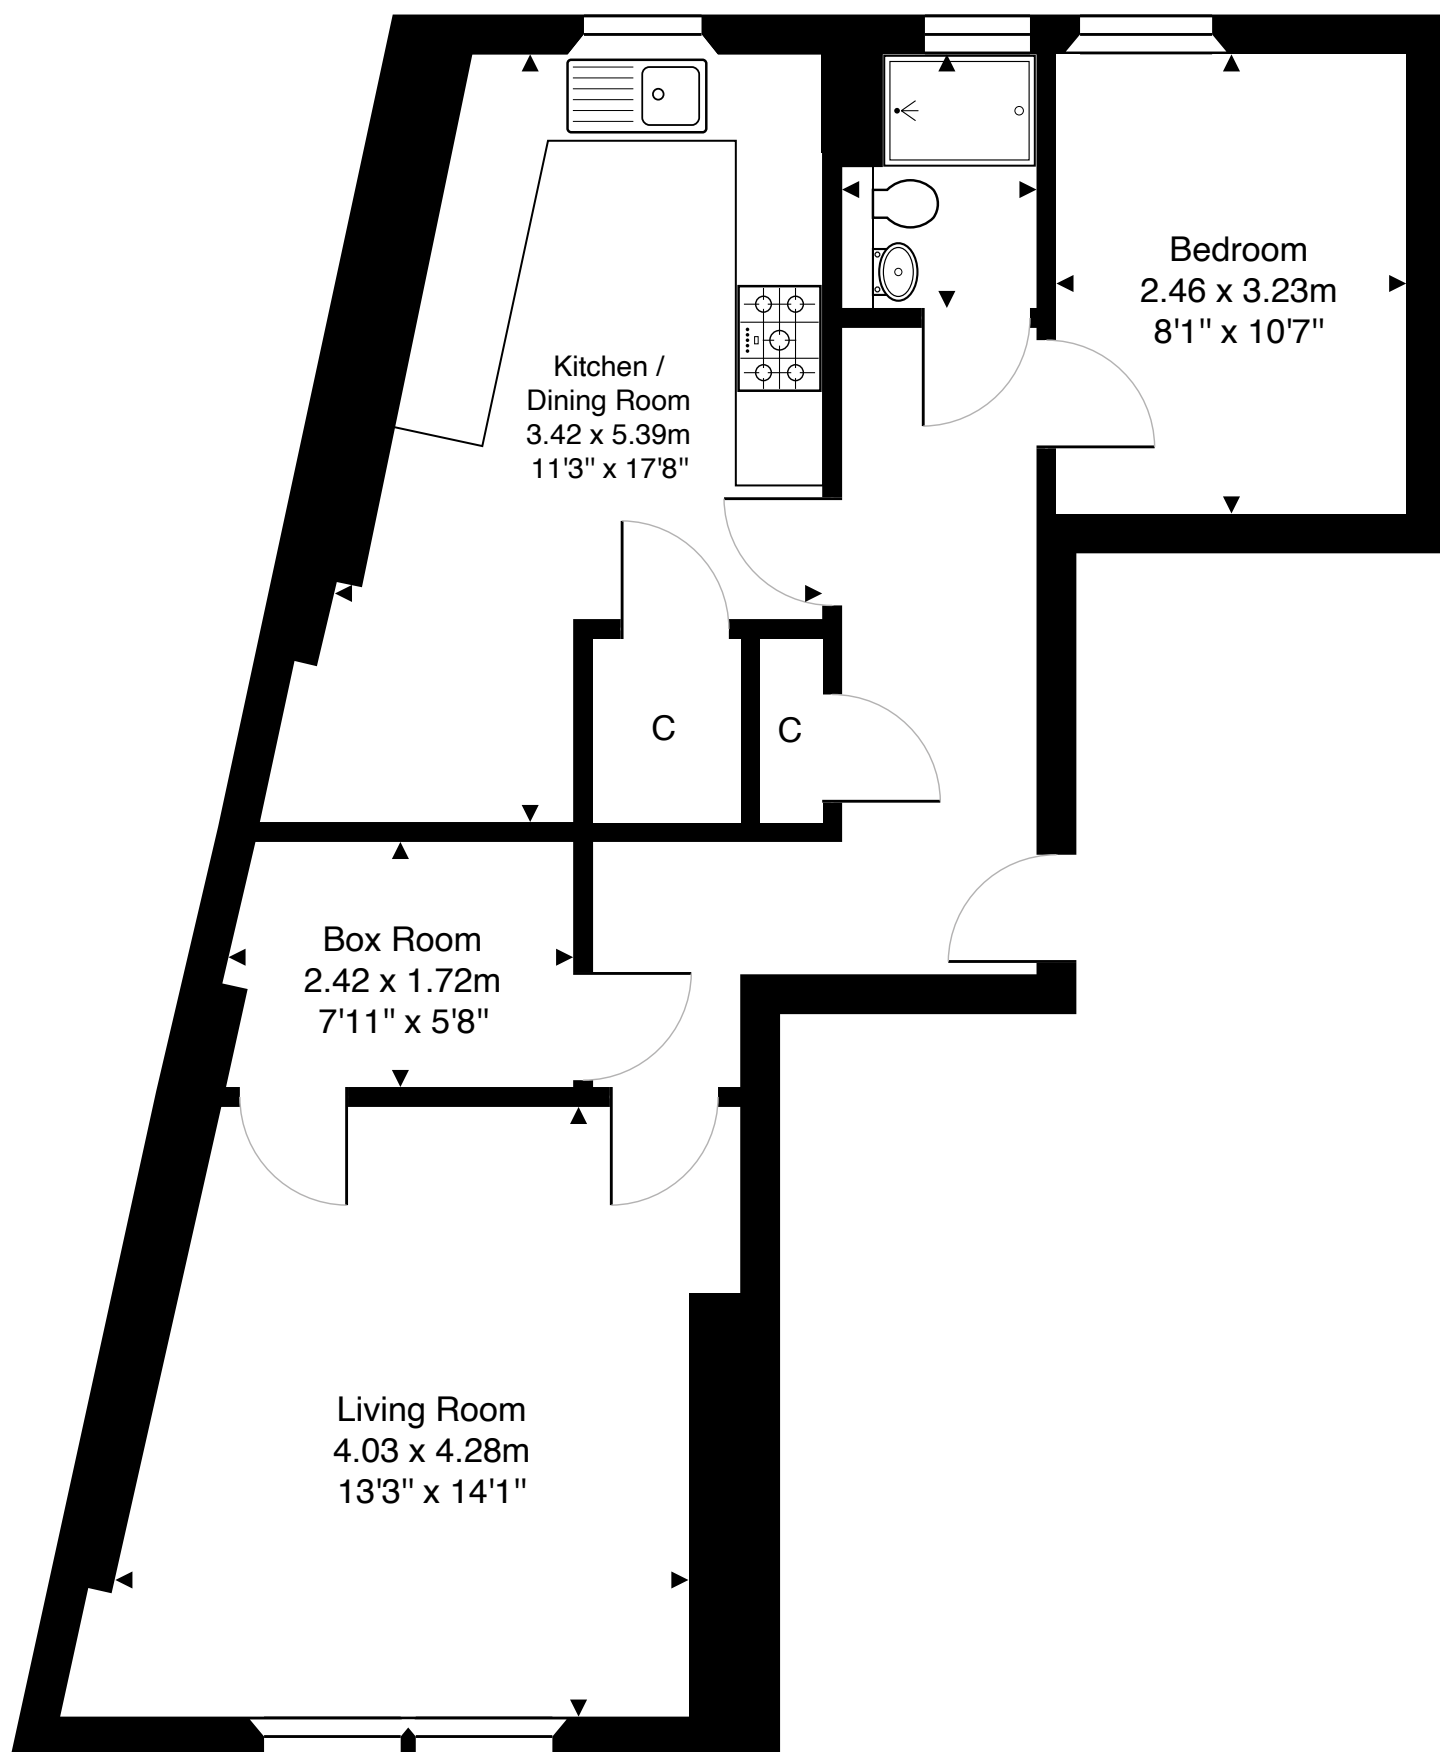 Bedroom
2.46 x 3.23m
8'1" x 10'7"
Kitchen /
Dining Room
3.42 x 5.39m
11'3" x 17'8"
C
C
Box Room
2.42 x 1.72m
7'11" x 5'8"
Living Room
4.03 x 4.28m
13'3" x 14'1"